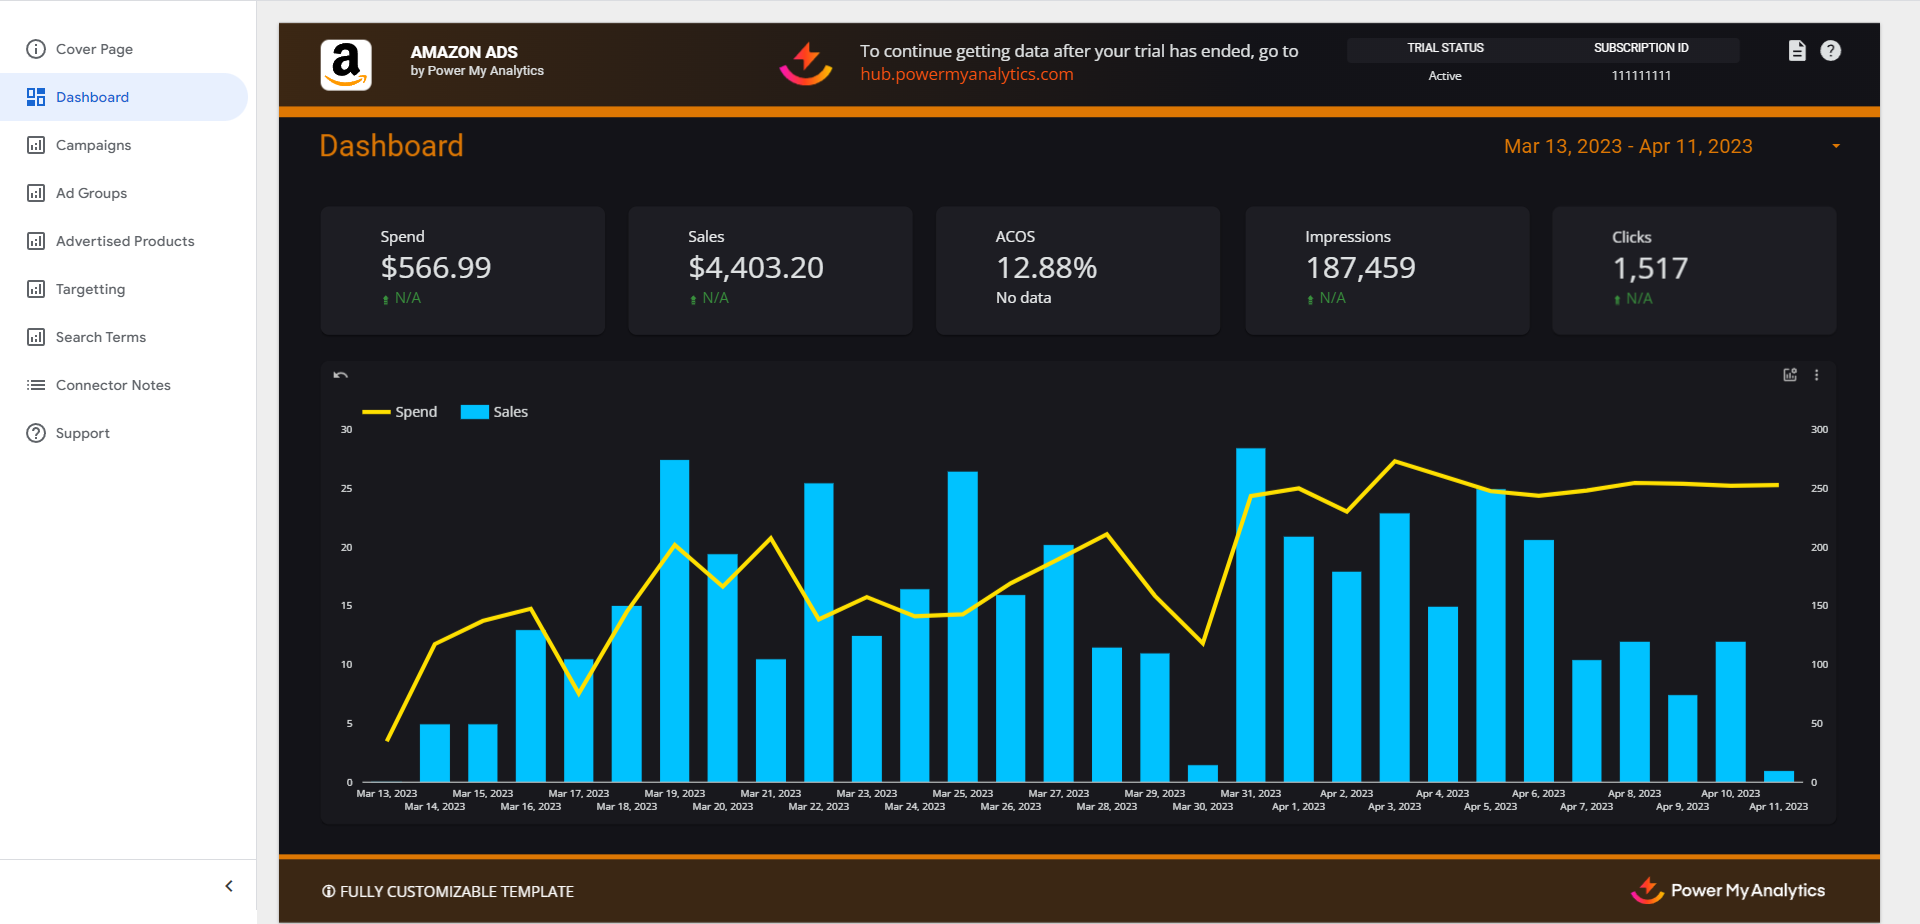 Cover Page
Dashboard
Campaigns
Ad Groups
Advertised Products
Targetting
Search Terms
Connector Notes
Support
a
AMAZON ADS
by Power My Analytics
To continue getting data after your trial has ended, go to
hub.powermyanalytics.com
TRIAL STATUS SUBSCRIPTION ID
Active 111111111
Dashboard
Mar 13, 2023 - Apr 11, 2023
Spend
$566.99
N/A
Sales
$4,403.20
N/A
ACOS
12.88%
No data
Impressions
187,459
N/A
Clicks
1,517
N/A
Spend Sales
30 300
25 250
20 200
15 150
10 100
5 50
0 0
Mar 13, 2023 Mar 15, 2023 Mar 17, 2023 Mar 19, 2023 Mar 21, 2023 Mar 23, 2023 Mar 25, 2023 Mar 27, 2023 Mar 29, 2023 Mar 31, 2023 Apr 2, 2023 Apr 4, 2023 Apr 6, 2023 Apr 8, 2023 Apr 10, 2023
Mar 14, 2023 Mar 16, 2023 Mar 18, 2023 Mar 20, 2023 Mar 22, 2023 Mar 24, 2023 Mar 26, 2023 Mar 28, 2023 Mar 30, 2023 Apr 1, 2023 Apr 3, 2023 Apr 5, 2023 Apr 7, 2023 Apr 9, 2023 Apr 11, 2023
FULLY CUSTOMIZABLE TEMPLATE
Power My Analytics